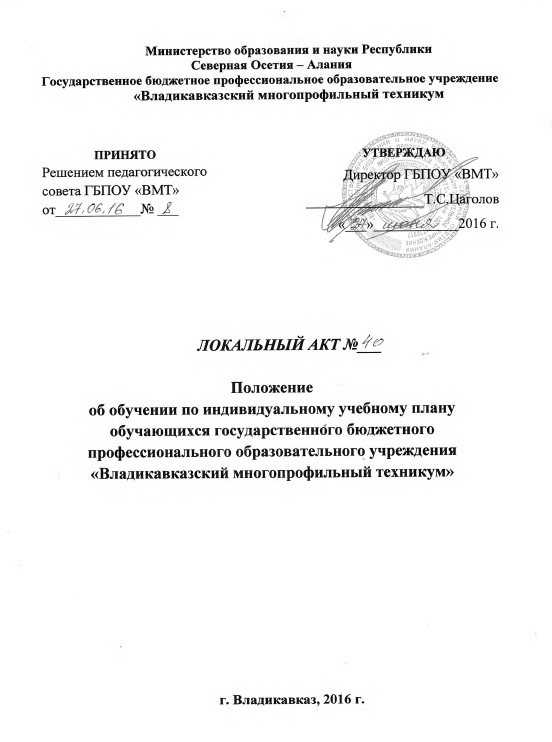 Министерство образования и науки Республики
Северная Осетия – Алания
Государственное бюджетное профессиональное образовательное учреждение
«Владикавказский многопрофильный техникум
ПРИНЯТО
Решением педагогического
совета ГБПОУ «ВМТ»
от 27.06.16 № 8
УТВЕРЖДАЮ
Директор ГБПОУ «ВМТ»
Т.С.Цаголов
«27» июня 2016 г.
ЛОКАЛЬНЫЙ АКТ № 40
Положение
об обучении по индивидуальному учебному плану
обучающихся государственного бюджетного
профессионального образовательного учреждения
«Владикавказский многопрофильный техникум»
г. Владикавказ, 2016 г.